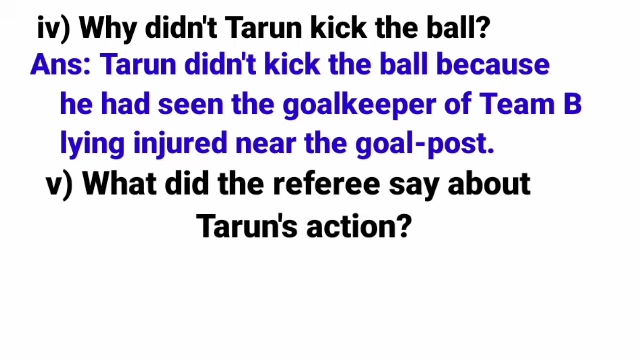 iv) Why didn't Tarun kick the ball?
Ans: Tarun didn't kick the ball because
he had seen the goalkeeper of Team B
lying injured near the goal-post.
v) What did the referee say about
Tarun's action?